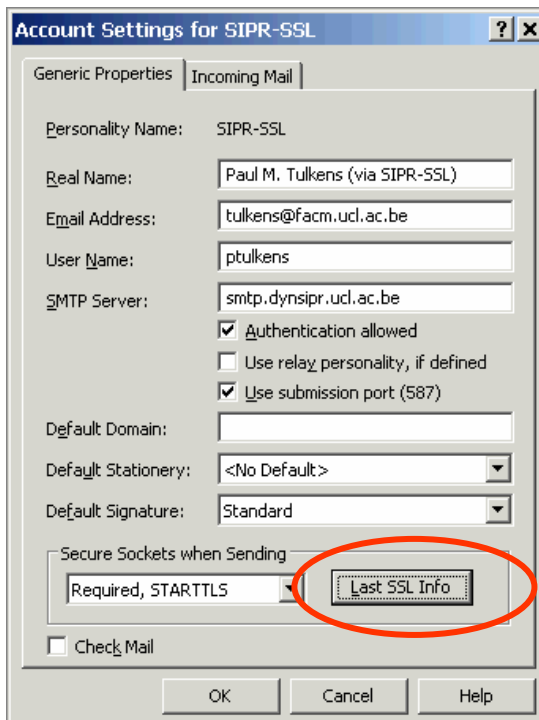 Account Settings for SIPR-SSL
Generic Properties Incoming Mail
Personality Name: SIPR-SSL
Real Name: Paul M. Tulkens (via SIPR-SSL)
Email Address: tulkens@facm.ucl.ac.be
User Name: ptulkens
SMTP Server: smtp.dynsipr.ucl.ac.be
Authentication allowed
Use relay personality, if defined
Use submission port (587)
Default Domain:
Default Stationery: <No Default>
Default Signature: Standard
Secure Sockets when Sending
Required, STARTTLS Last SSL Info
Check Mail
OK Cancel Help